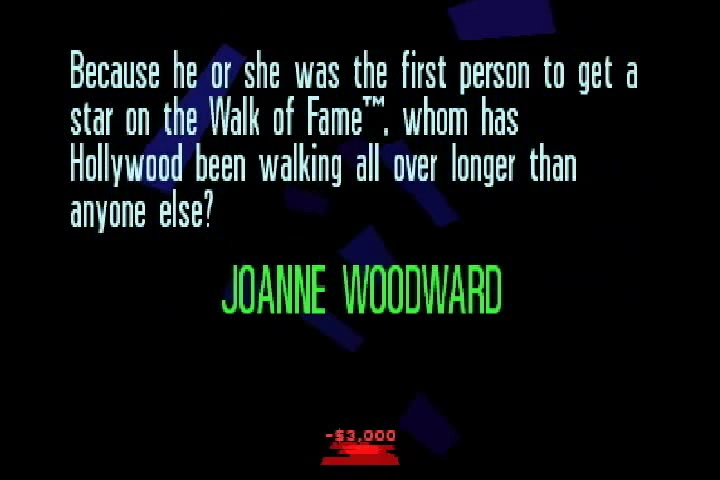 Because he or she was the first person to get a
star on the Walk of Fame™, whom has
Hollywood been walking all over longer than
anyone else?
JOANNE WOODWARD
-$3,000